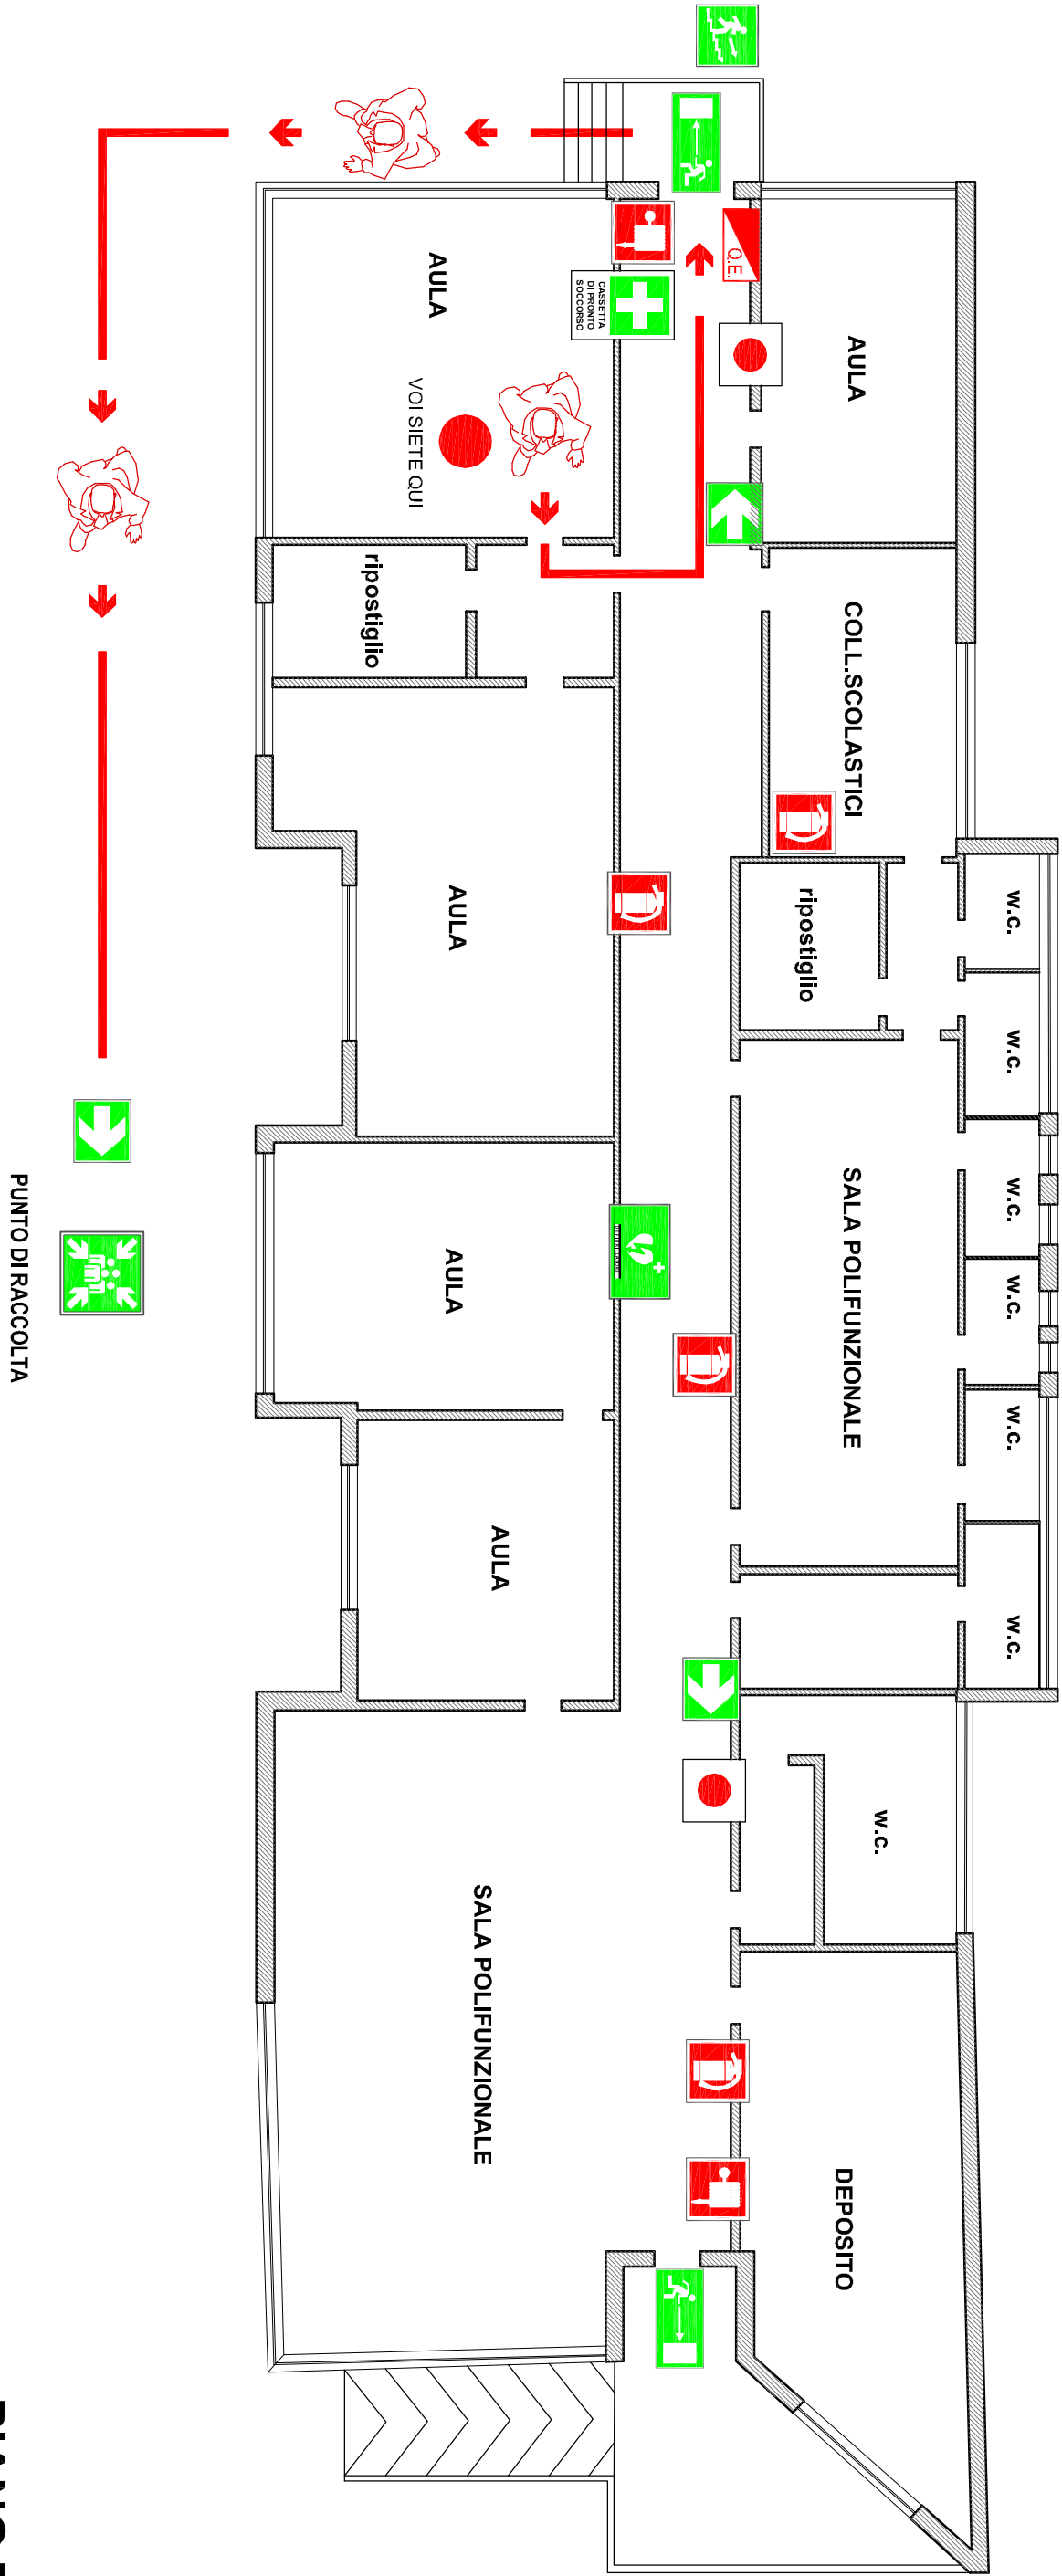 w.c.
w.c.
w.c.
w.c.
w.c.
w.c.
AULA
COLL.SCOLASTICI
ripostiglio
SALA POLIFUNZIONALE
w.c.
DEPOSITO
Q.E.
CASSETTA
DI PRONTO
SOCCORSO
AULA
VOI SIETE QUI
ripostiglio
AULA
AULA
AULA
SALA POLIFUNZIONALE
PUNTO DI RACCOLTA